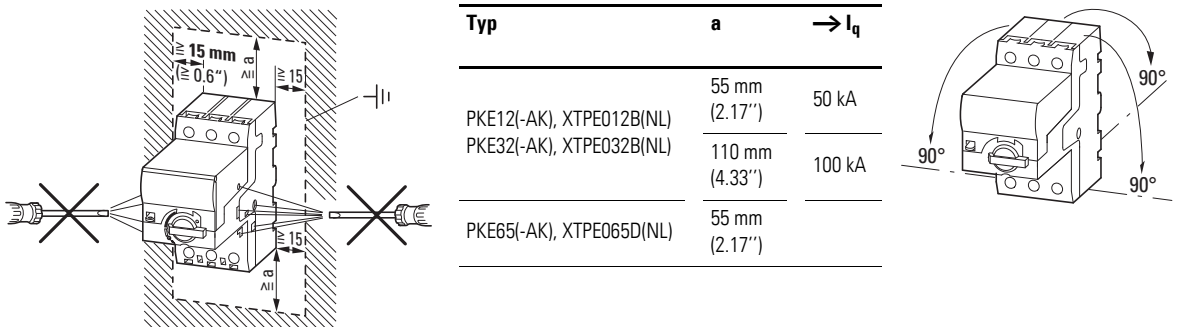 ≧ 15 mm
(≧ 0.6“)
≧ a
≧ 15
≧ 15
≧ a
Typ a → Iq
PKE12(-AK), XTPE012B(NL)
PKE32(-AK), XTPE032B(NL)
55 mm
(2.17’’)
50 kA
110 mm
(4.33’’)
100 kA
PKE65(-AK), XTPE065D(NL)
55 mm
(2.17’’)
90°
90°
90°